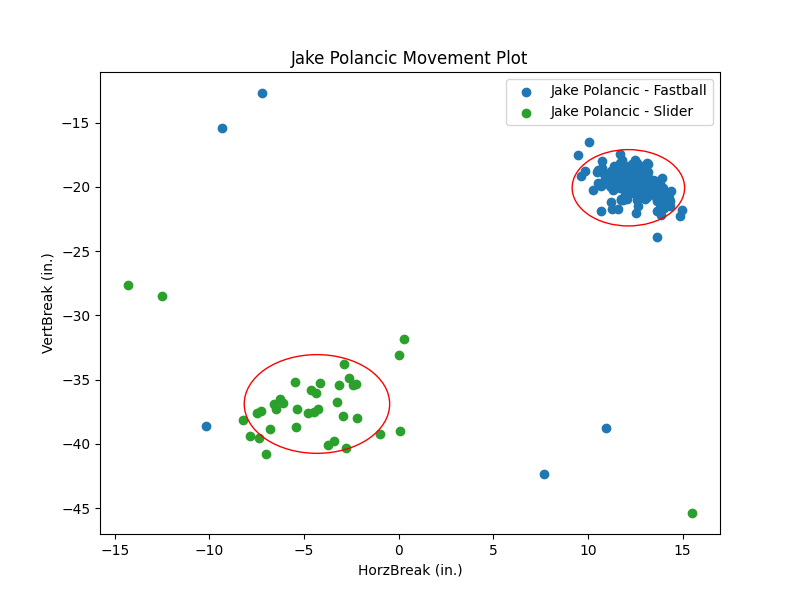 Jake Polancic Movement Plot
Jake Polancic - Fastball
Jake Polancic - Slider
VertBreak (in.)
−15
−20
−25
−30
−35
−40
−45
−15
−10
−5
0
5
10
15
HorzBreak (in.)